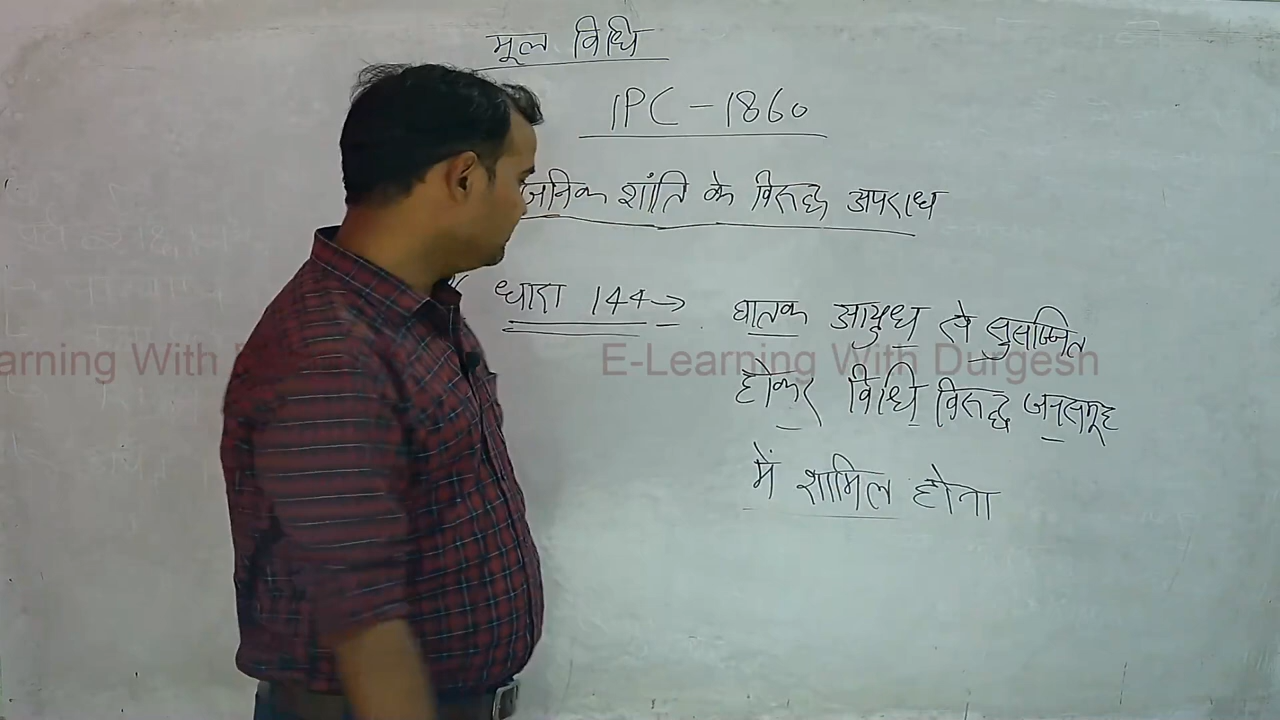 मूल विधि
IPC - 1860
जनिक शांति के विरुद्ध अपराध
धारा 144 → घातक आयुध से सुसज्जित
होकर विधि विरुद्ध जनसमूह
में शामिल होना
arning With D
E-Learning With Durgesh